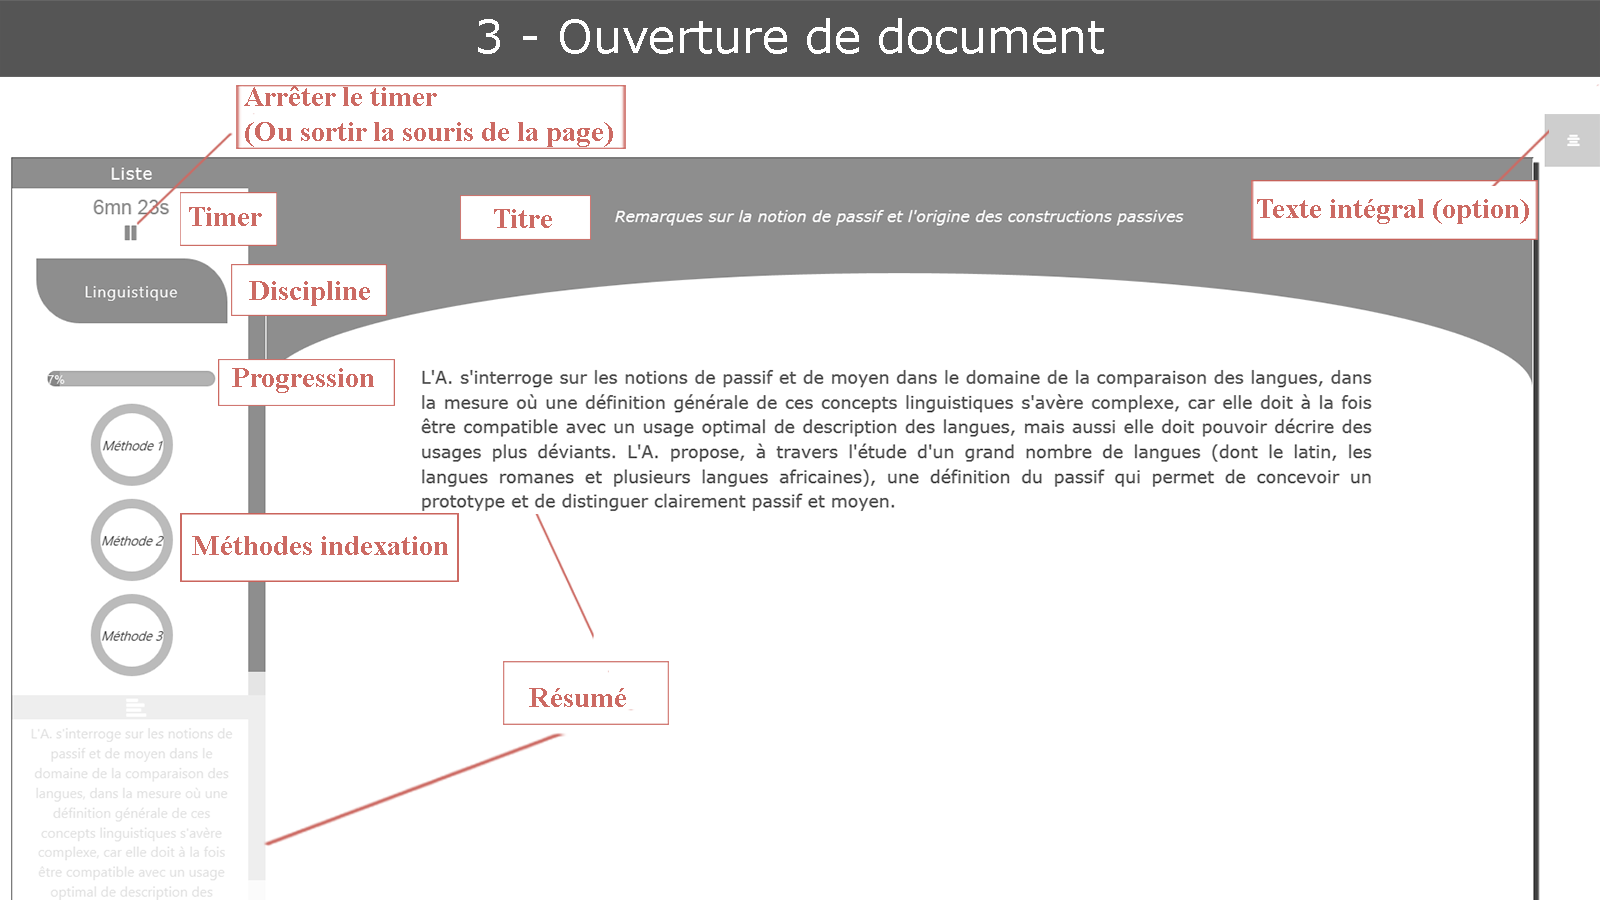 3 - Ouverture de document
Arrêter le timer
(Ou sortir la souris de la page)
Liste
6mn 23s
Timer
Titre
Remarques sur la notion de passif et l'origine des constructions passives
Texte intégral (option)
Linguistique
Discipline
7%
Progression
L'A. s'interroge sur les notions de passif et de moyen dans le domaine de la comparaison des langues, dans
la mesure où une définition générale de ces concepts linguistiques s'avère complexe, car elle doit à la fois
être compatible avec un usage optimal de description des langues, mais aussi elle doit pouvoir décrire des
usages plus déviants. L'A. propose, à travers l'étude d'un grand nombre de langues (dont le latin, les
langues romanes et plusieurs langues africaines), une définition du passif qui permet de concevoir un
prototype et de distinguer clairement passif et moyen.
Méthode 1
Méthode 2
Méthodes indexation
Méthode 3
Résumé
L'A. s'interroge sur les notions de
passif et de moyen dans le
domaine de la comparaison des
langues, dans la mesure où une
définition générale de ces
concepts linguistiques s'avère
complexe, car elle doit à la fois
être compatible avec un usage
optimal de description des